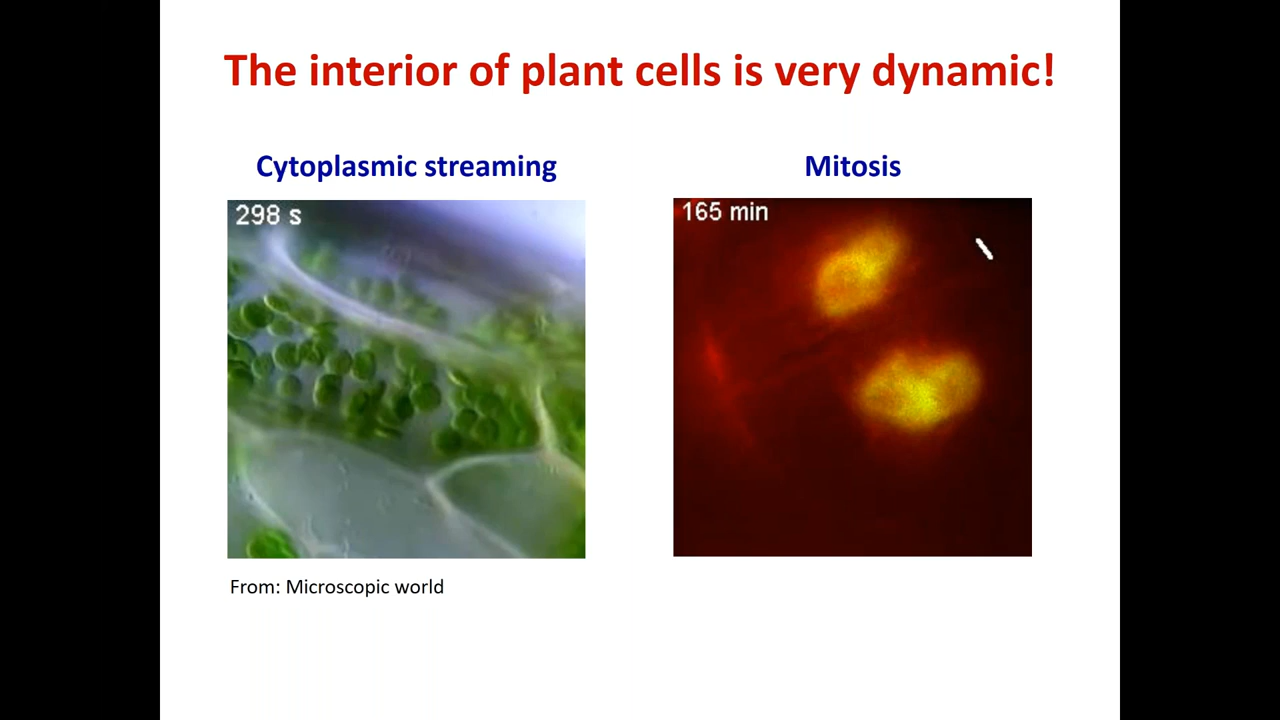 The interior of plant cells is very dynamic!
Cytoplasmic streaming
Mitosis
298 s
165 min
From: Microscopic world